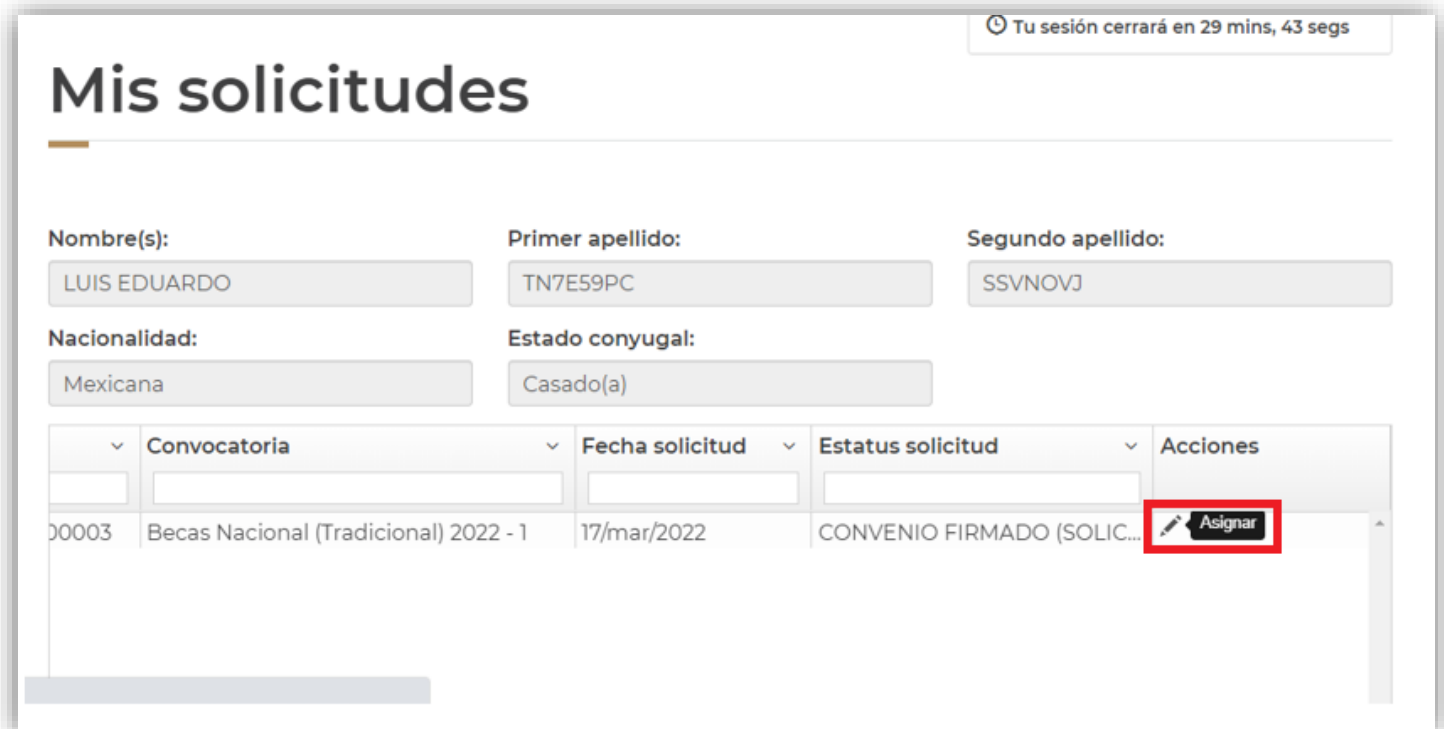 Tu sesión cerrará en 29 mins, 43 segs
Mis solicitudes
Nombre(s): Primer apellido: Segundo apellido:
LUIS EDUARDO TN7E59PC SSVNOVJ
Nacionalidad: Estado conyugal:
Mexicana Casado(a)
Convocatoria Fecha solicitud Estatus solicitud Acciones
00003 Becas Nacional (Tradicional) 2022 - 1 17/mar/2022 CONVENIO FIRMADO (SOLIC... Asignar